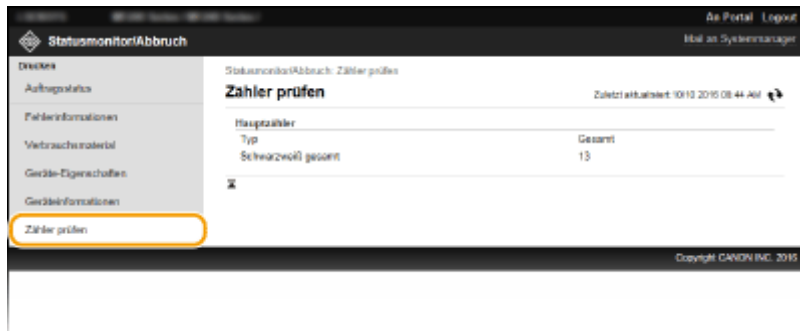 An Portal Logout
Statusmonitor/Abbruch
Mail an Systemmanager
Drucken
Auftragsstatus
Fehlerinformationen
Verbrauchsmaterial
Geräte-Eigenschaften
Geräteinformationen
Zähler prüfen
Statusmonitor/Abbruch: Zähler prüfen
Zähler prüfen
Zuletzt aktualisiert: 10/10 2016 08:44 AM
Hauptzähler
Typ Gesamt
Schwarzweiß gesamt 13
Copyright CANON INC. 2016